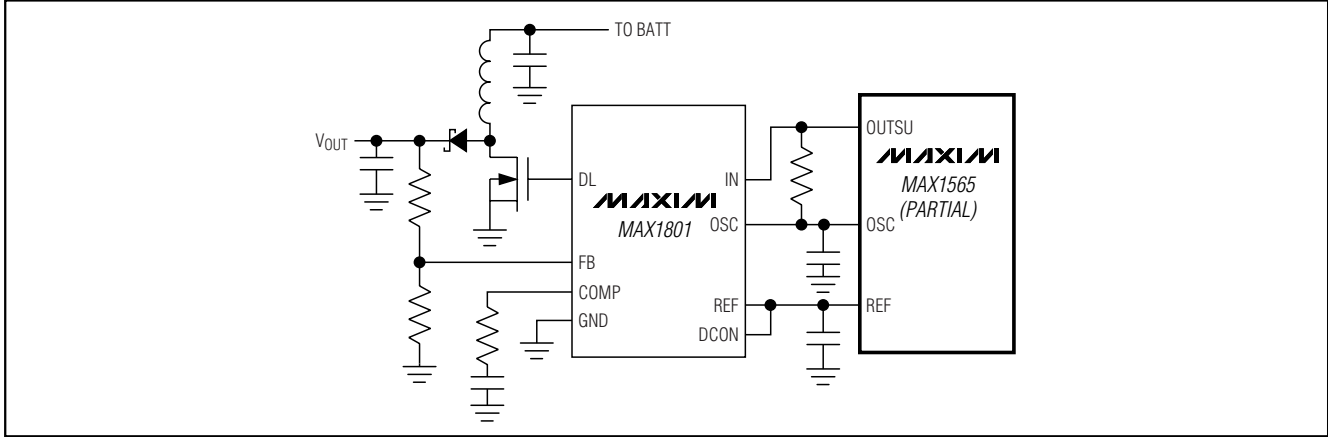 TO BATT
VOUT
DL
MAXIM
MAX1801
IN
OSC
FB
COMP
GND
REF
DCON
OUTSU
MAXIM
MAX1565
(PARTIAL)
OSC
REF